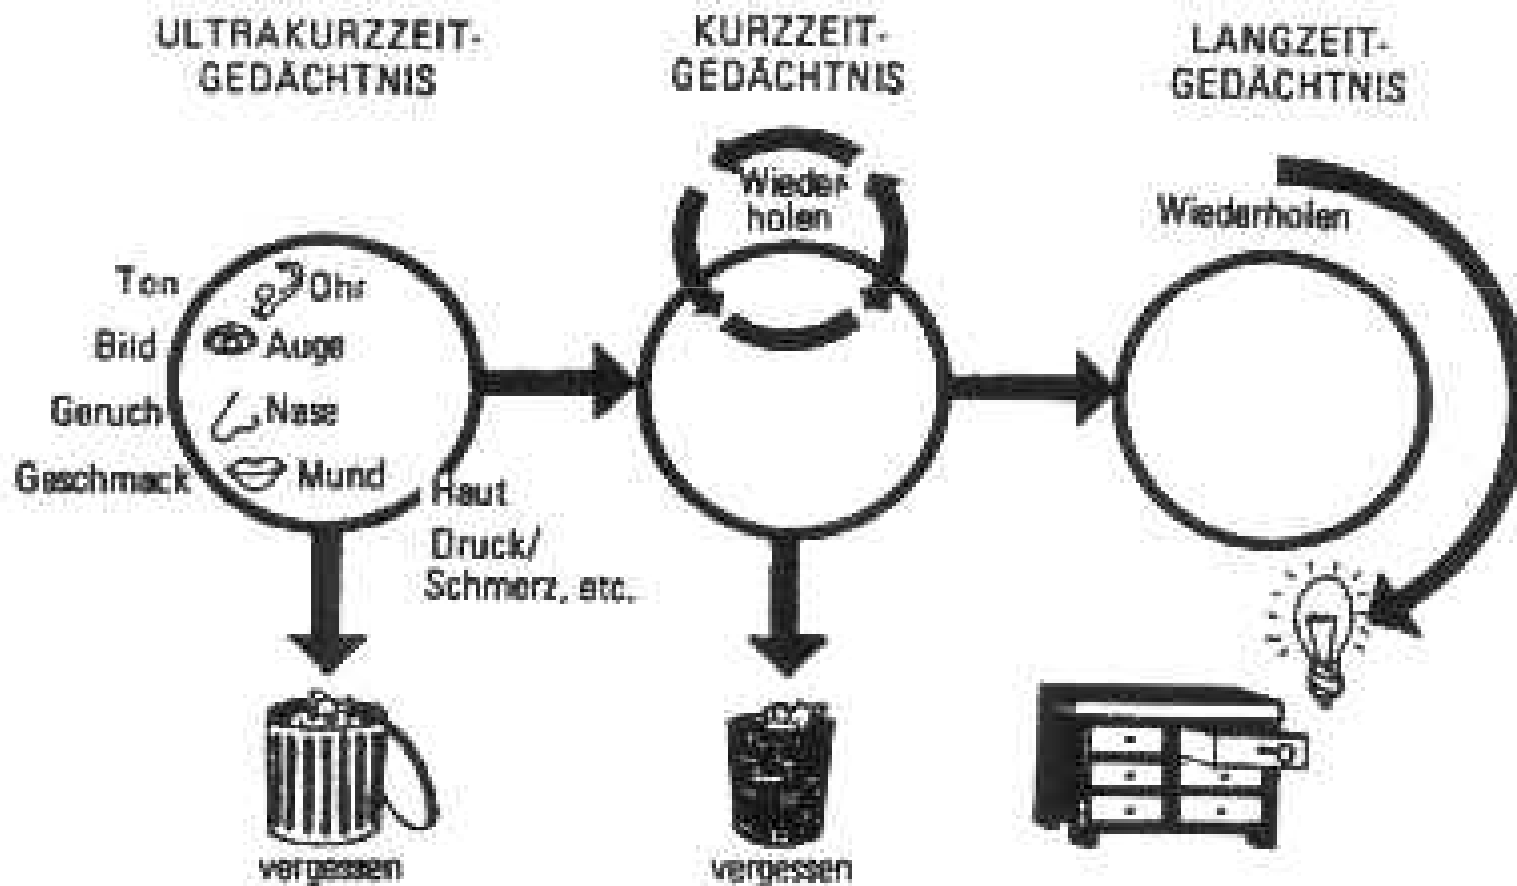 ULTRAKURZZEIT-
GEDÄCHTNIS
KURZZEIT-
GEDÄCHTNIS
LANGZEIT-
GEDÄCHTNIS
Wieder-
holen
Wiederholen
Ton
Ohr
Bild
Auge
Geruch
Nase
Geschmack
Mund
Haut
Druck/
Schmerz, etc.
vergessen
vergessen